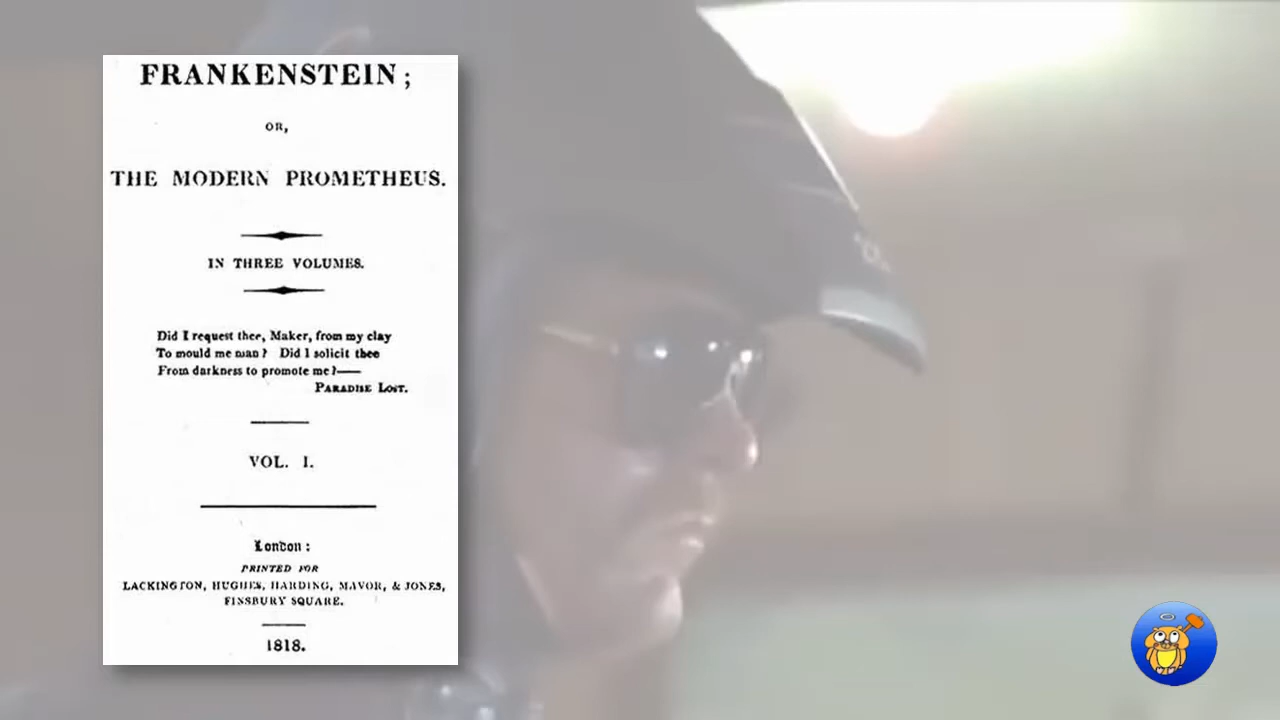 FRANKENSTEIN;
OR,
THE MODERN PROMETHEUS.
IN THREE VOLUMES.
Did I request thee, Maker, from my clay
To mould me man? Did I solicit thee
From darkness to promote me?—
PARADISE LOST.
VOL. I.
London:
PRINTED FOR
LACKINGTON, HUGHES, HARDING, MAVOR, & JONES,
FINSBURY SQUARE.
1818.